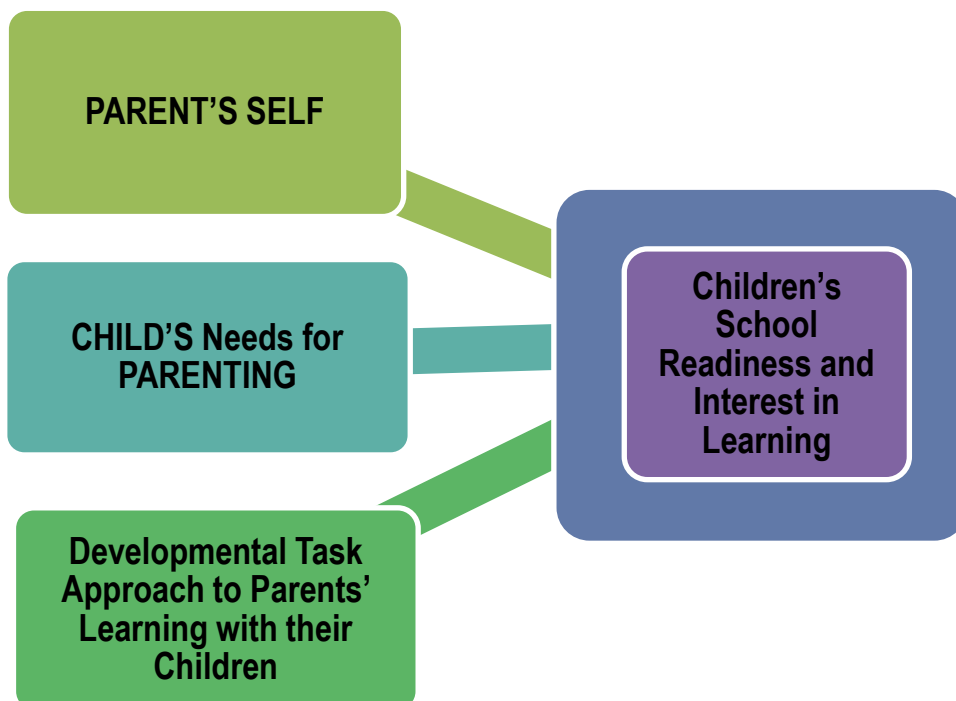 PARENT’S SELF
CHILD’S Needs for
PARENTING
Developmental Task
Approach to Parents’
Learning with their
Children
Children’s
School
Readiness and
Interest in
Learning